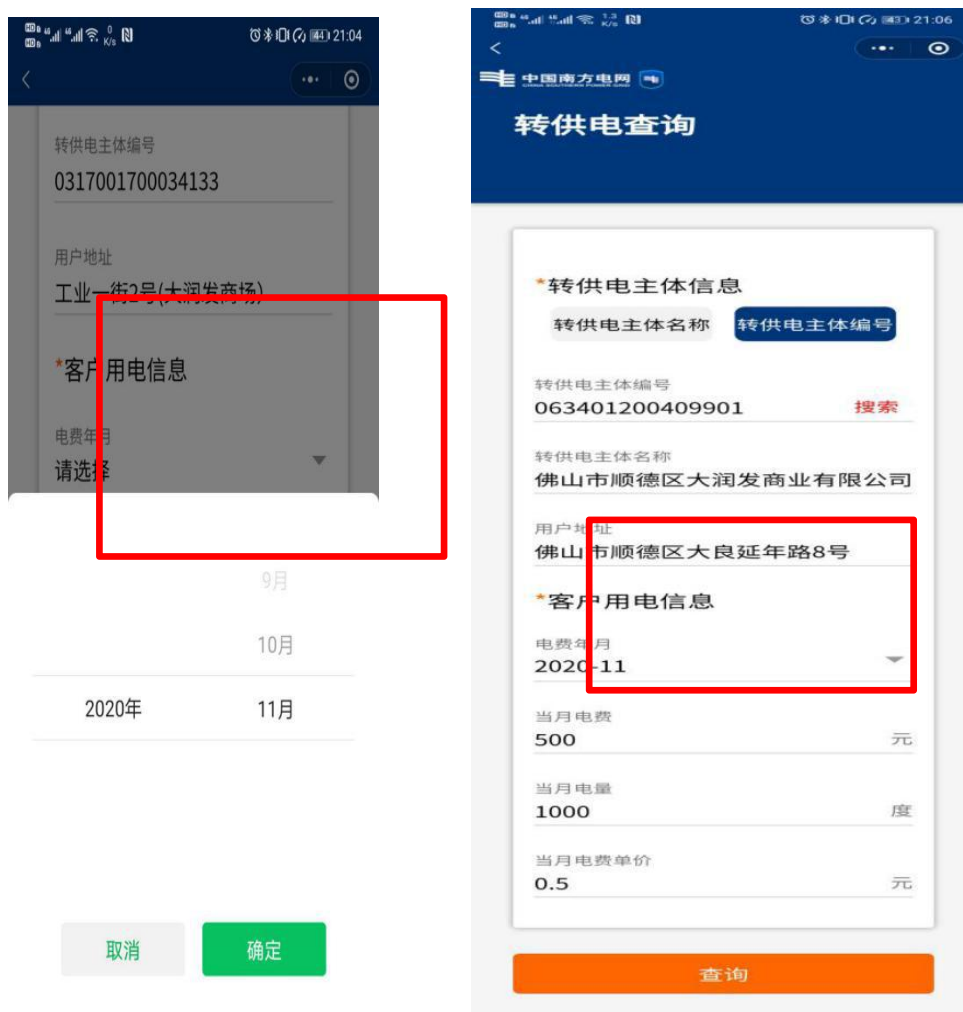 0
K/s
21:04
转供电主体编号
0317001700034133
用户地址
工业一街2号(大润发商场)
*客户用电信息
电费年月
请选择
9月
10月
2020年 11月
取消 确定
1.3
K/s
21:06
中国南方电网
CHINA SOUTHERN POWER GRID
转供电查询
*转供电主体信息
转供电主体名称 转供电主体编号
转供电主体编号
063401200409901 搜索
转供电主体名称
佛山市顺德区大润发商业有限公司
用户地址
佛山市顺德区大良延年路8号
*客户用电信息
电费年月
2020-11
当月电费
500 元
当月电量
1000 度
当月电费单价
0.5 元
查询